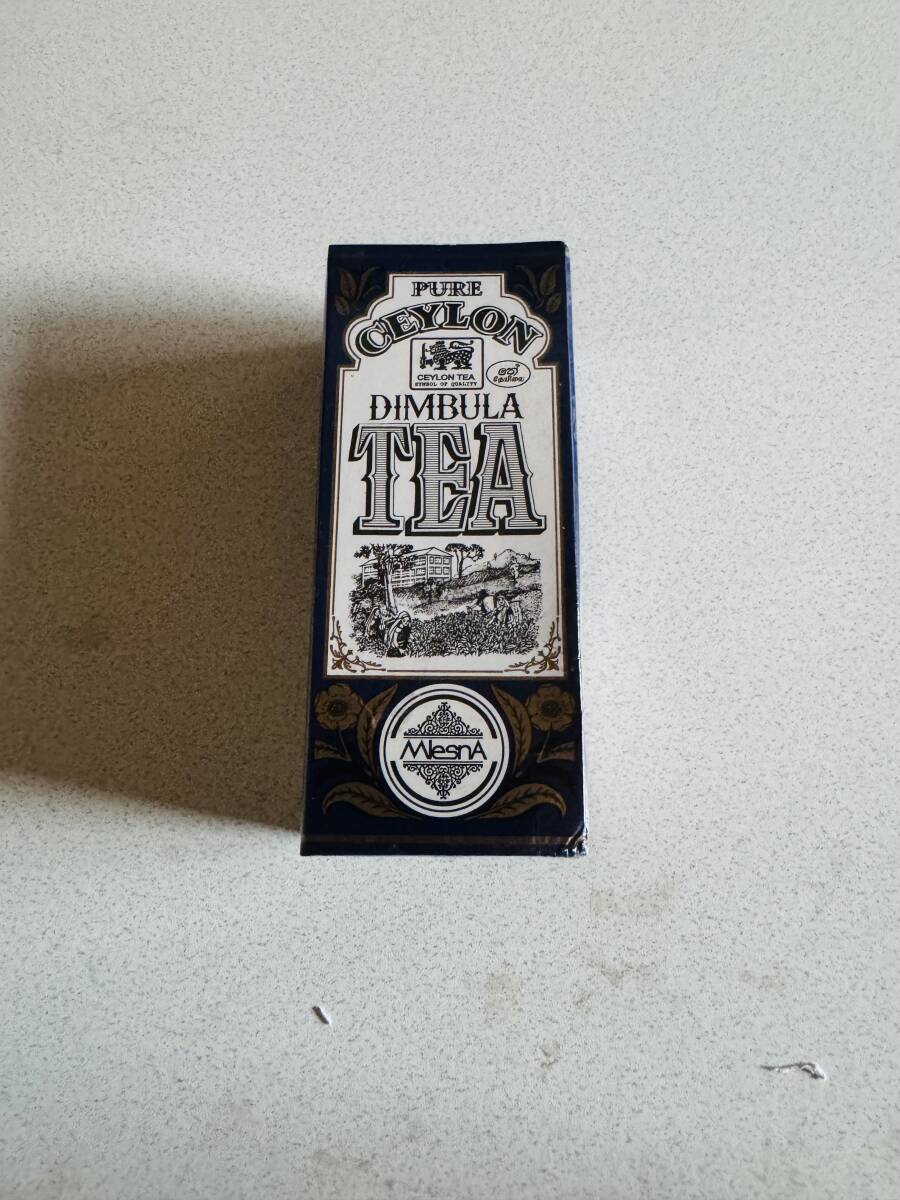 PURE
CEYLON
CEYLON TEA
SYMBOL OF QUALITY
තේ
தேயிலை
DIMBULA
TEA
MlesnA